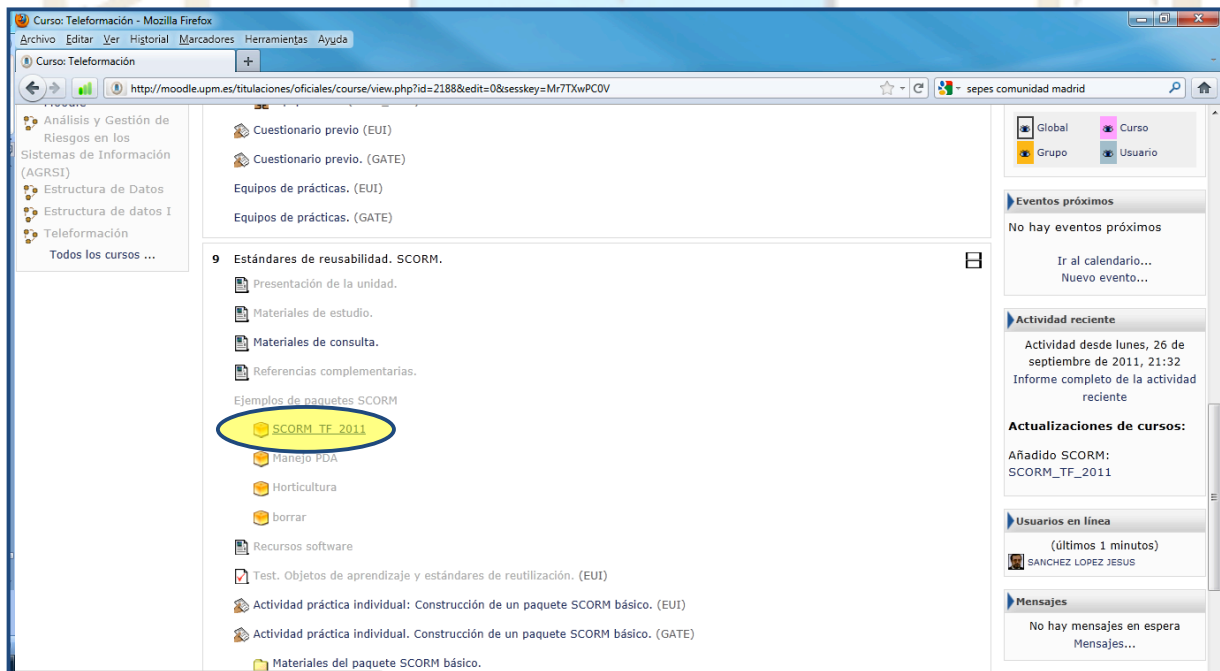 Curso: Teleformación - Mozilla Firefox
Archivo Editar Ver Historial Marcadores Herramientas Ayuda
Curso: Teleformación
http://moodle.upm.es/titulaciones/oficiales/course/view.php?id=2188&edit=0&sesskey=Mr7TXwPC0V
sepes comunidad madrid
Análisis y Gestión de
Riesgos en los
Sistemas de Información
(AGRSI)
Estructura de Datos
Estructura de datos I
Teleformación
Todos los cursos ...
Cuestionario previo (EUI)
Cuestionario previo. (GATE)
Equipos de prácticas. (EUI)
Equipos de prácticas. (GATE)
9 Estándares de reusabilidad. SCORM.
Presentación de la unidad.
Materiales de estudio.
Materiales de consulta.
Referencias complementarias.
Ejemplos de paquetes SCORM
SCORM_TF_2011
Manejo PDA
Horticultura
borrar
Recursos software
Test. Objetos de aprendizaje y estándares de reutilización. (EUI)
Actividad práctica individual: Construcción de un paquete SCORM básico. (EUI)
Actividad práctica individual. Construcción de un paquete SCORM básico. (GATE)
Materiales del paquete SCORM básico.
Global Curso
Grupo Usuario
Eventos próximos
No hay eventos próximos
Ir al calendario...
Nuevo evento...
Actividad reciente
Actividad desde lunes, 26 de
septiembre de 2011, 21:32
Informe completo de la actividad
reciente
Actualizaciones de cursos:
Añadido SCORM:
SCORM_TF_2011
Usuarios en línea
(últimos 1 minutos)
SANCHEZ LOPEZ JESUS
Mensajes
No hay mensajes en espera
Mensajes...